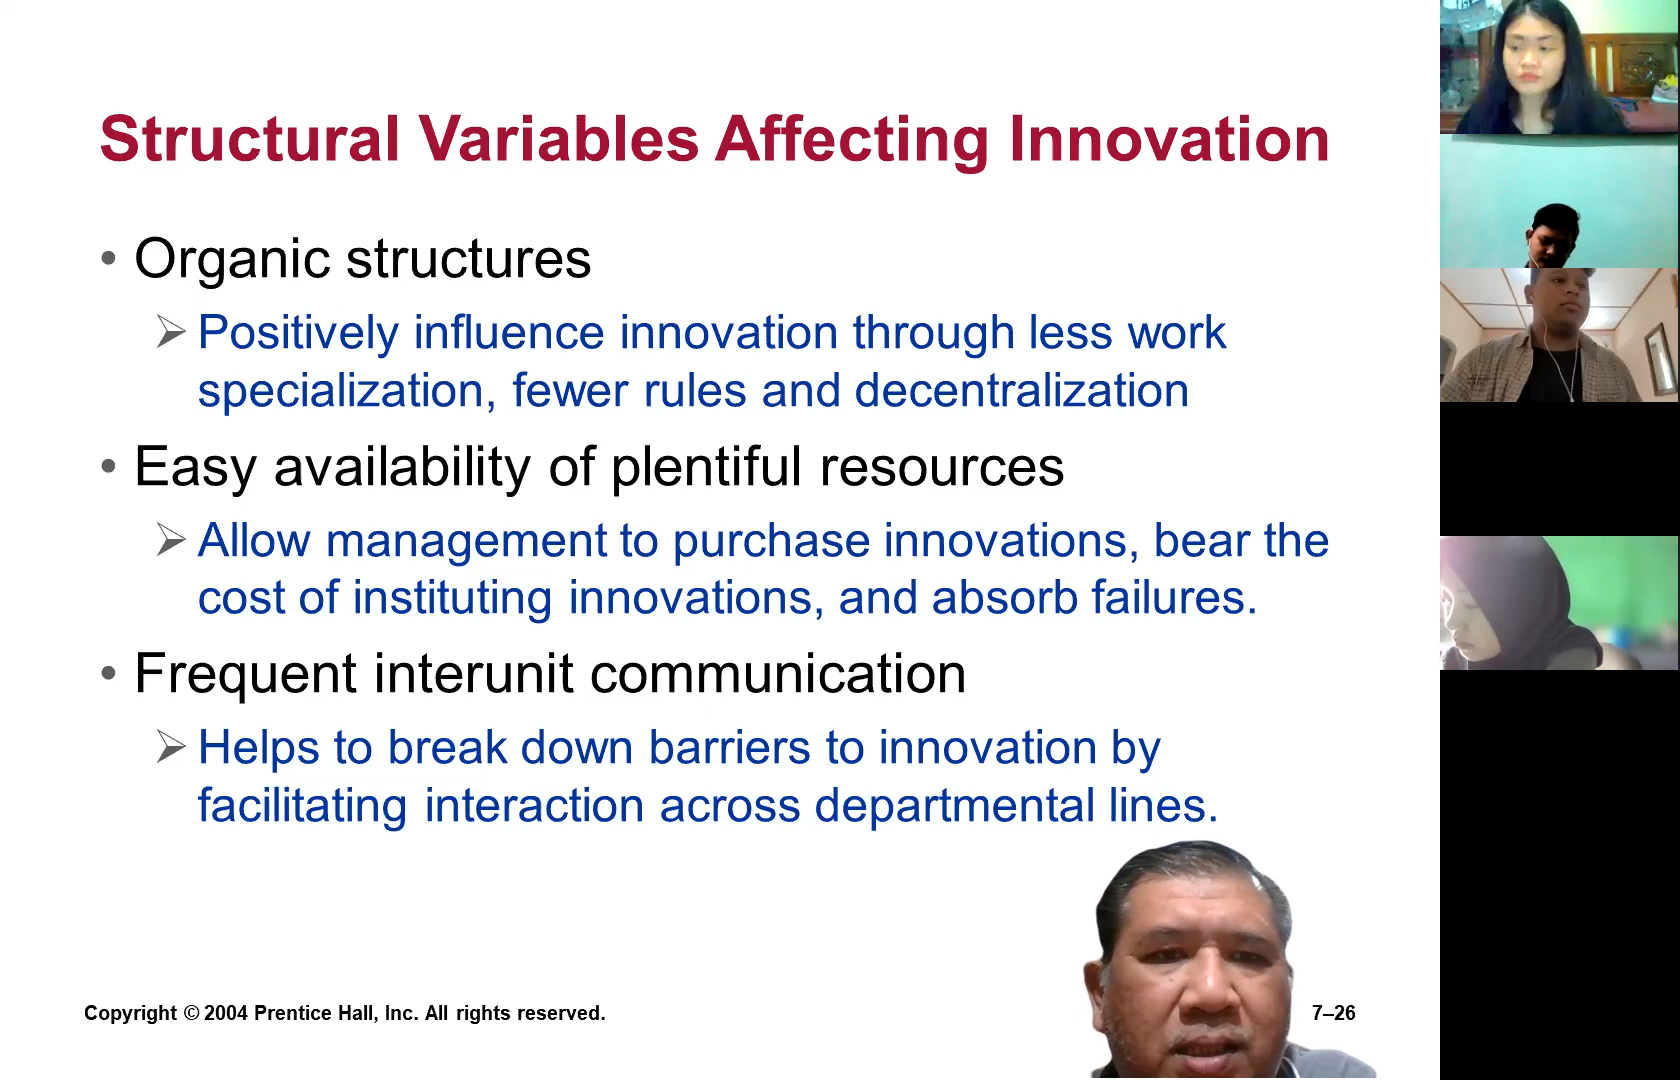 Structural Variables Affecting Innovation
• Organic structures
➢ Positively influence innovation through less work
specialization, fewer rules and decentralization
• Easy availability of plentiful resources
➢ Allow management to purchase innovations, bear the
cost of instituting innovations, and absorb failures.
• Frequent interunit communication
➢ Helps to break down barriers to innovation by
facilitating interaction across departmental lines.
Copyright © 2004 Prentice Hall, Inc. All rights reserved.
7–26